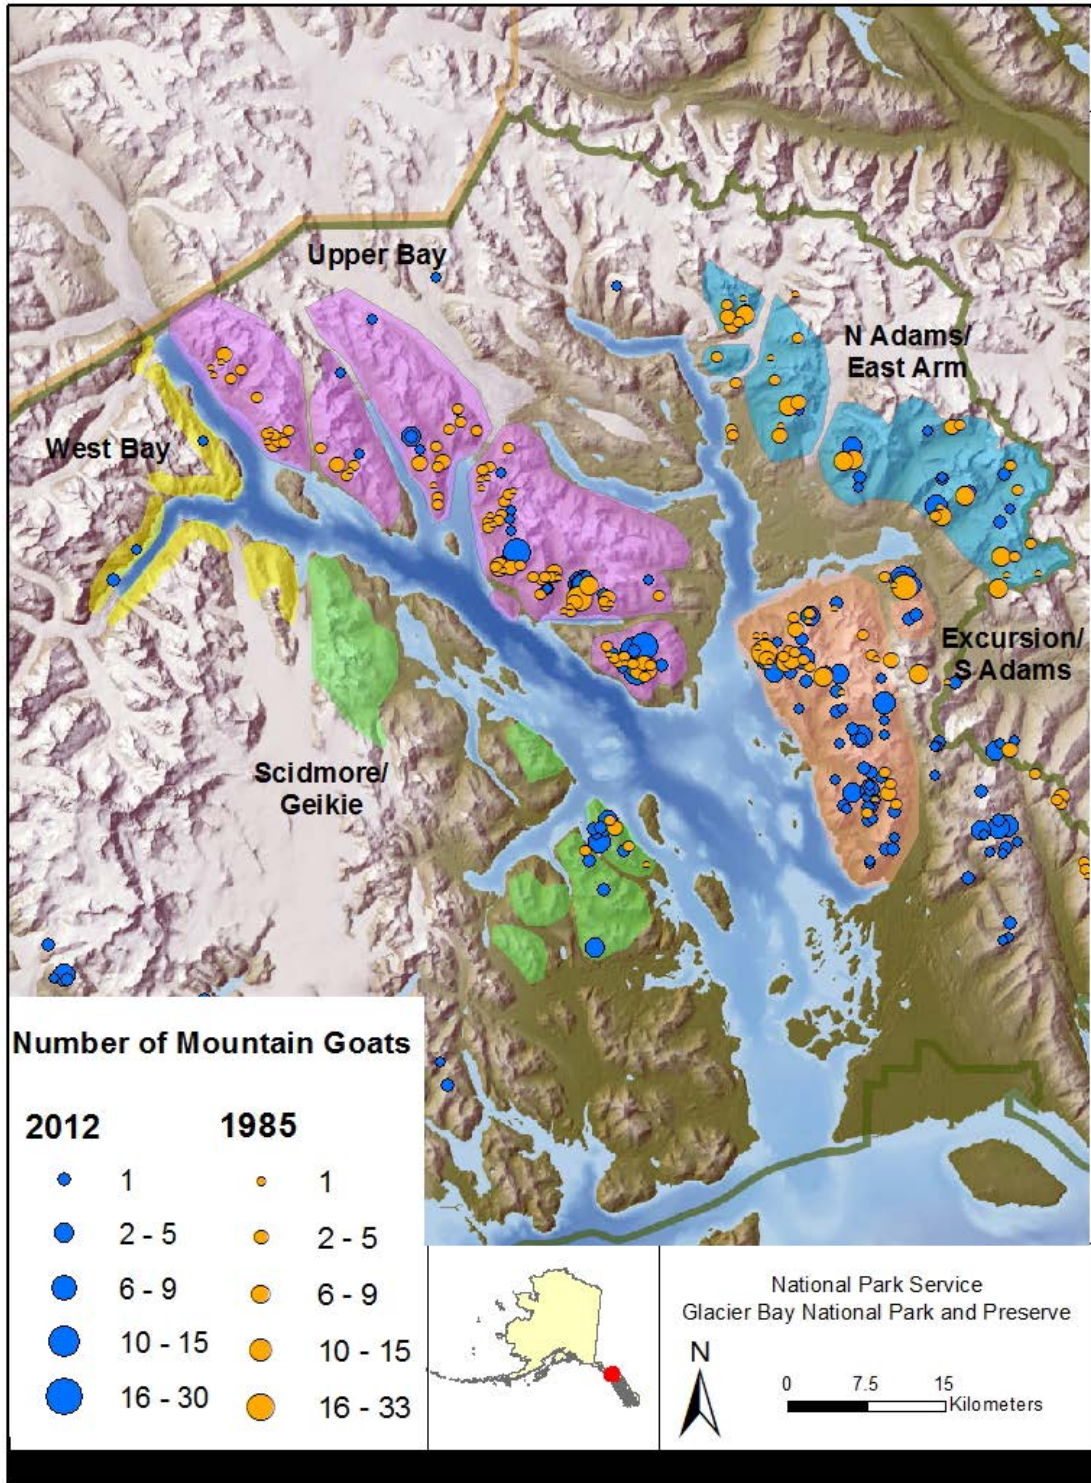 Upper Bay
N Adams/
East Arm
West Bay
Excursion/
S Adams
Scidmore/
Geikie
Number of Mountain Goats
2012 1985
1 1
2 - 5 2 - 5
6 - 9 6 - 9
10 - 15 10 - 15
16 - 30 16 - 33
National Park Service
Glacier Bay National Park and Preserve
N
0 7.5 15
Kilometers